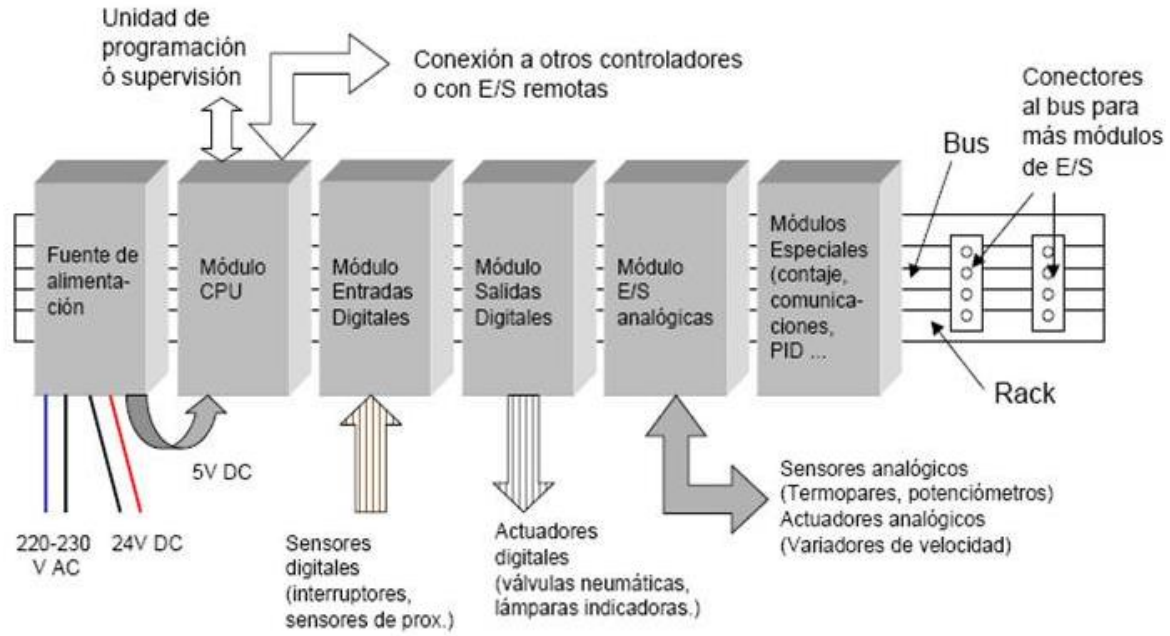 Unidad de
programación
ó supervisión
Conexión a otros controladores
o con E/S remotas
Conectores
al bus para
más módulos
de E/S
Bus
Fuente de
alimenta-
ción
Módulo
CPU
Módulo
Entradas
Digitales
Módulo
Salidas
Digitales
Módulo
E/S
analógicas
Módulos
Especiales
(contaje,
comunica-
ciones,
PID ...
Rack
5V DC
220-230
V AC
24V DC
Sensores
digitales
(interruptores,
sensores de prox.)
Actuadores
digitales
(válvulas neumáticas,
lámparas indicadoras.)
Sensores analógicos
(Termopares, potenciómetros)
Actuadores analógicos
(Variadores de velocidad)